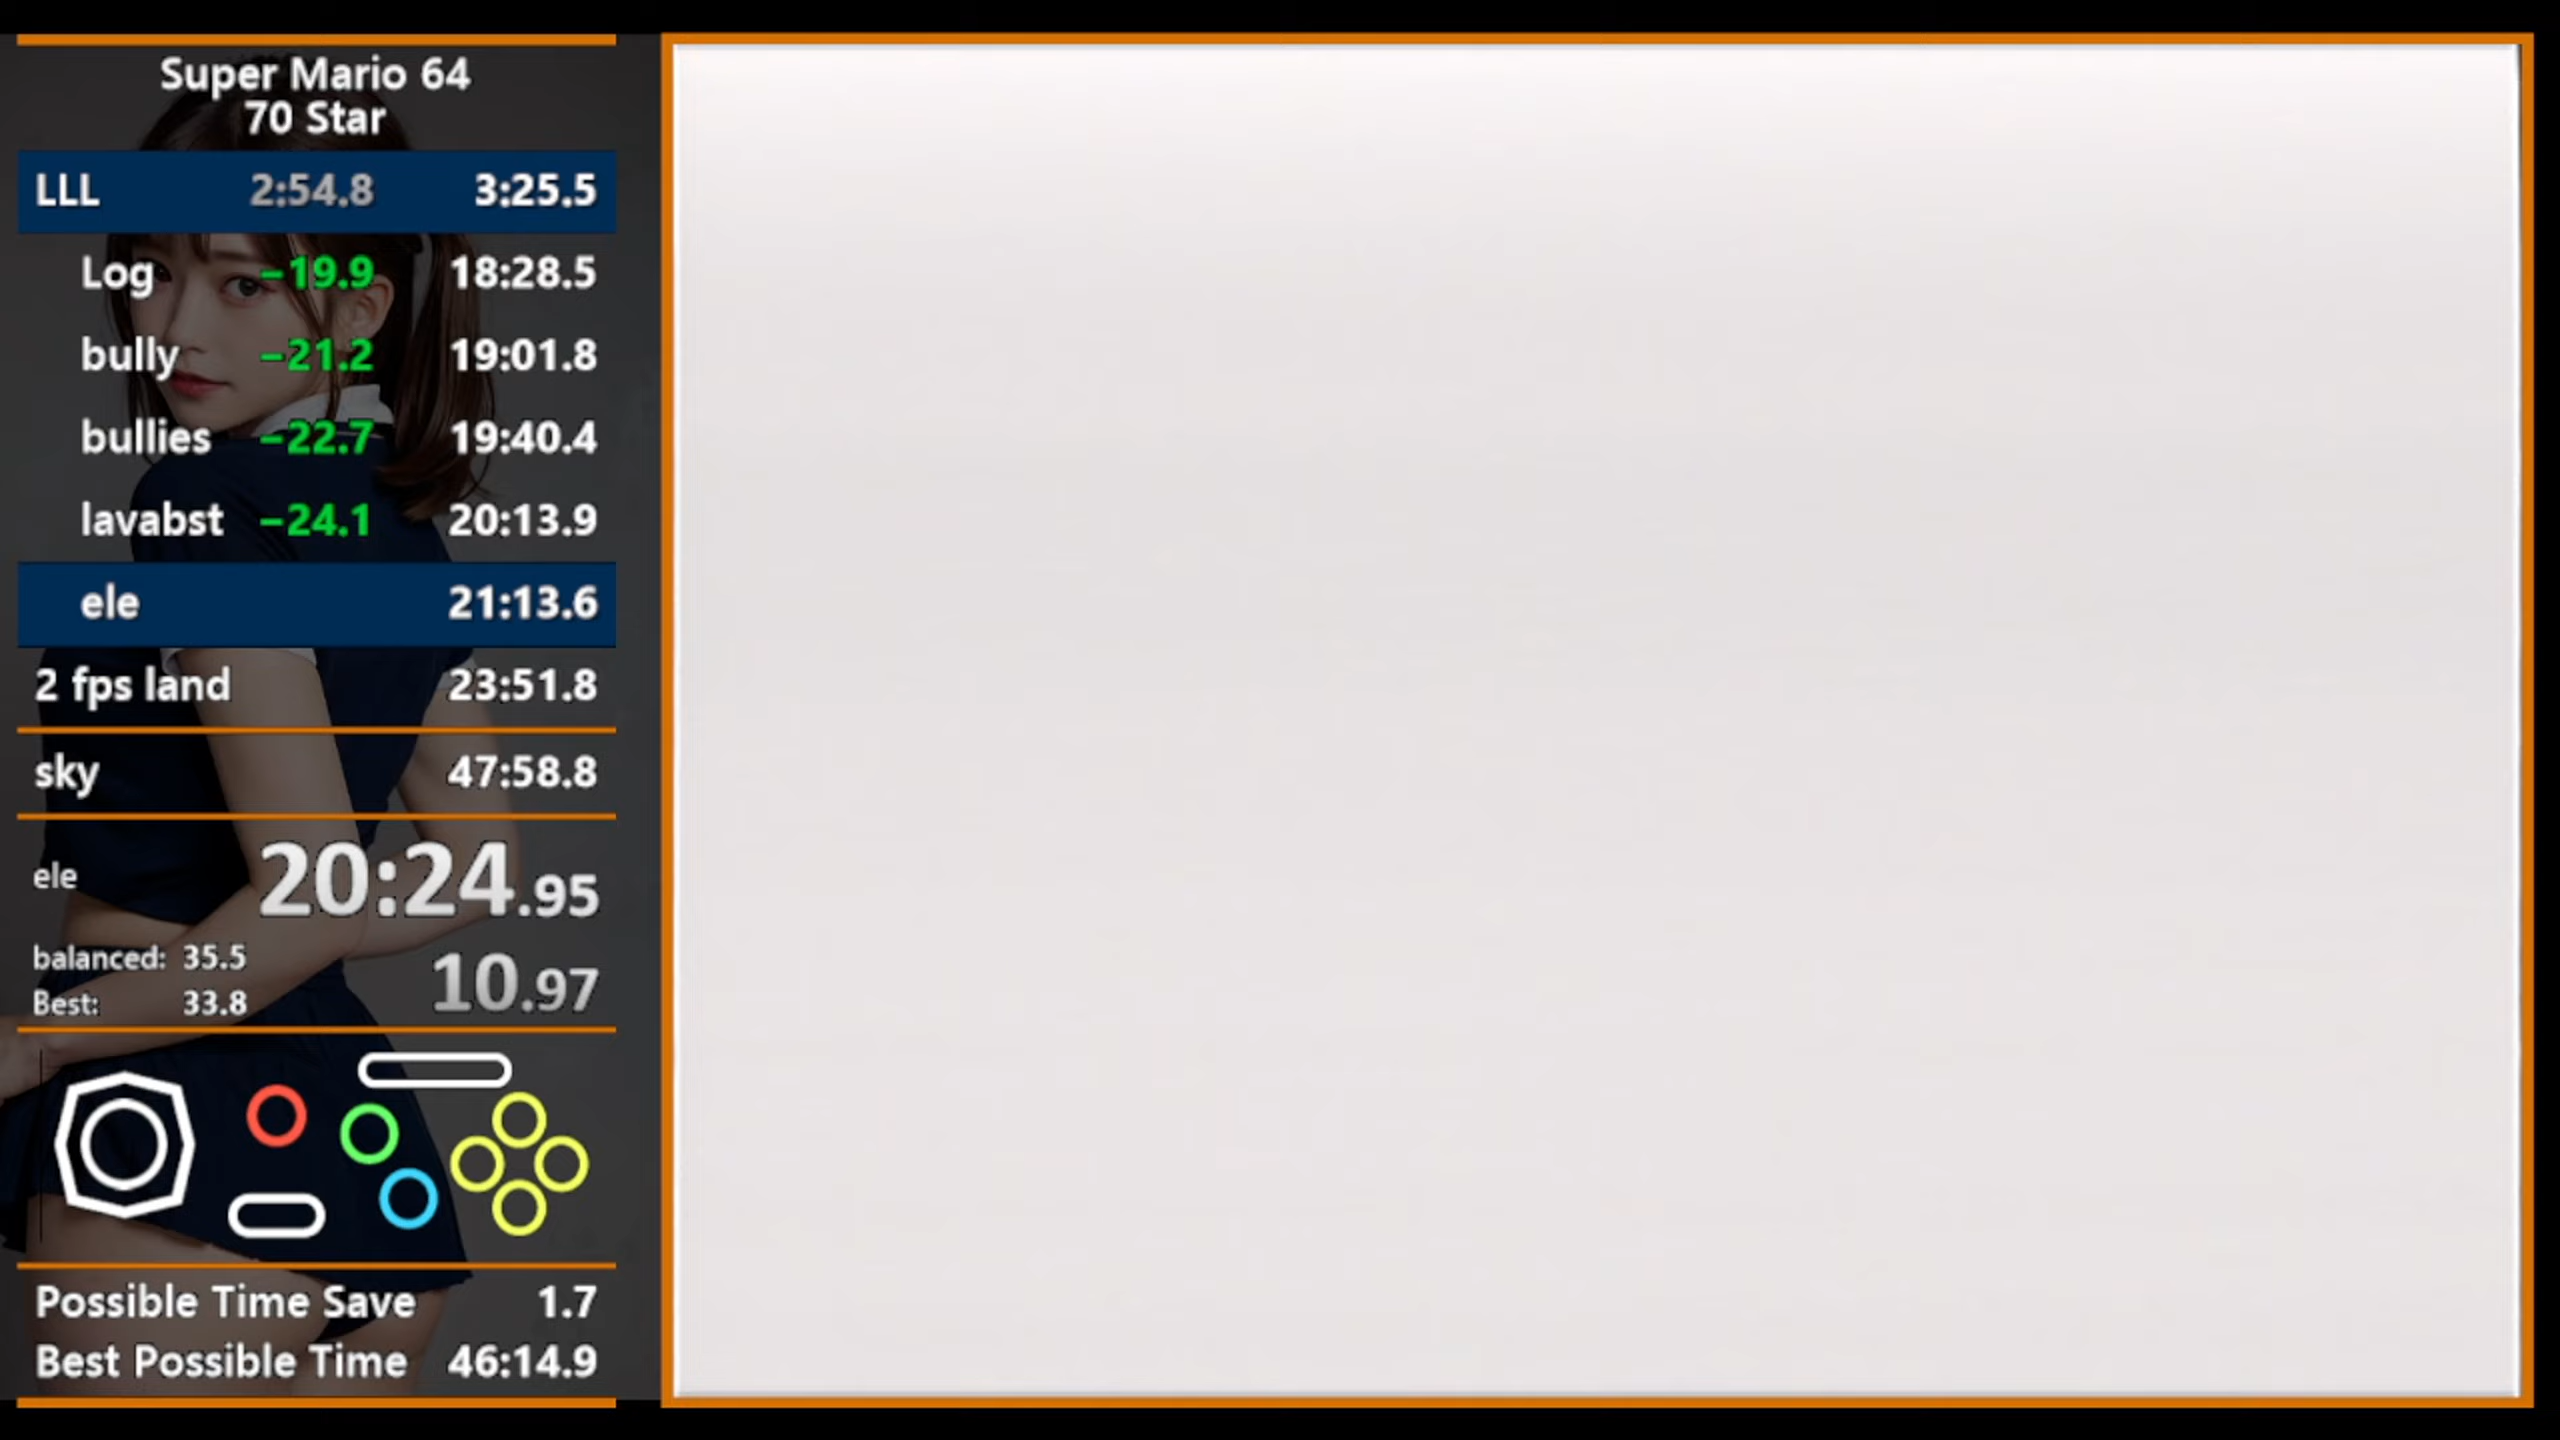 Super Mario 64
70 Star
LLL 2:54.8 3:25.5
Log −19.9 18:28.5
bully −21.2 19:01.8
bullies −22.7 19:40.4
lavabst −24.1 20:13.9
ele 21:13.6
2 fps land 23:51.8
sky 47:58.8
ele 20:24.95
balanced: 35.5
Best: 33.8
10.97
Possible Time Save 1.7
Best Possible Time 46:14.9